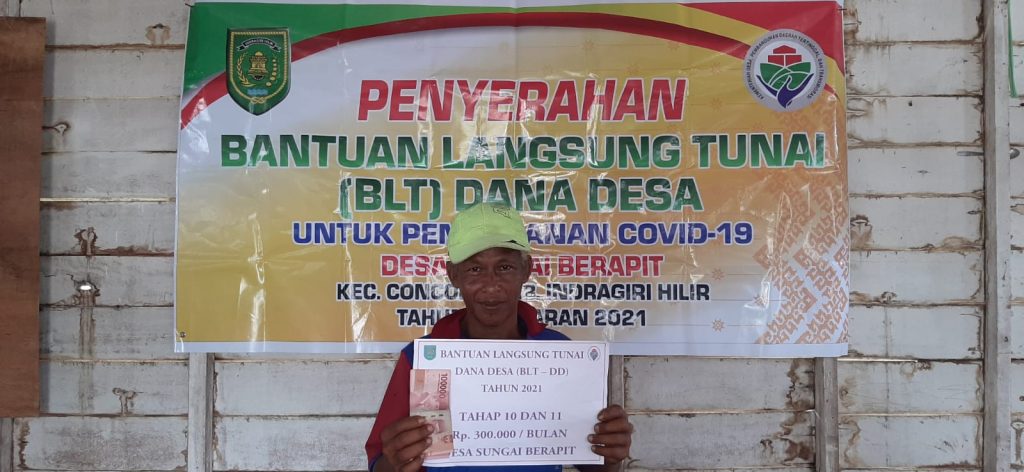 PENYERAHAN
BANTUAN LANGSUNG TUNAI
(BLT) DANA DESA
UNTUK PEN ANAN COVID-19
DESA AI BERAPIT
KEC. CONCO INDRAGIRI HILIR
TAHU ARAN 2021
BANTUAN LANGSUNG TUNAI
DANA DESA (BLT – DD)
TAHUN 2021
TAHAP 10 DAN 11
Rp. 300.000 / BULAN
ESA SUNGAI BERAPIT
100000